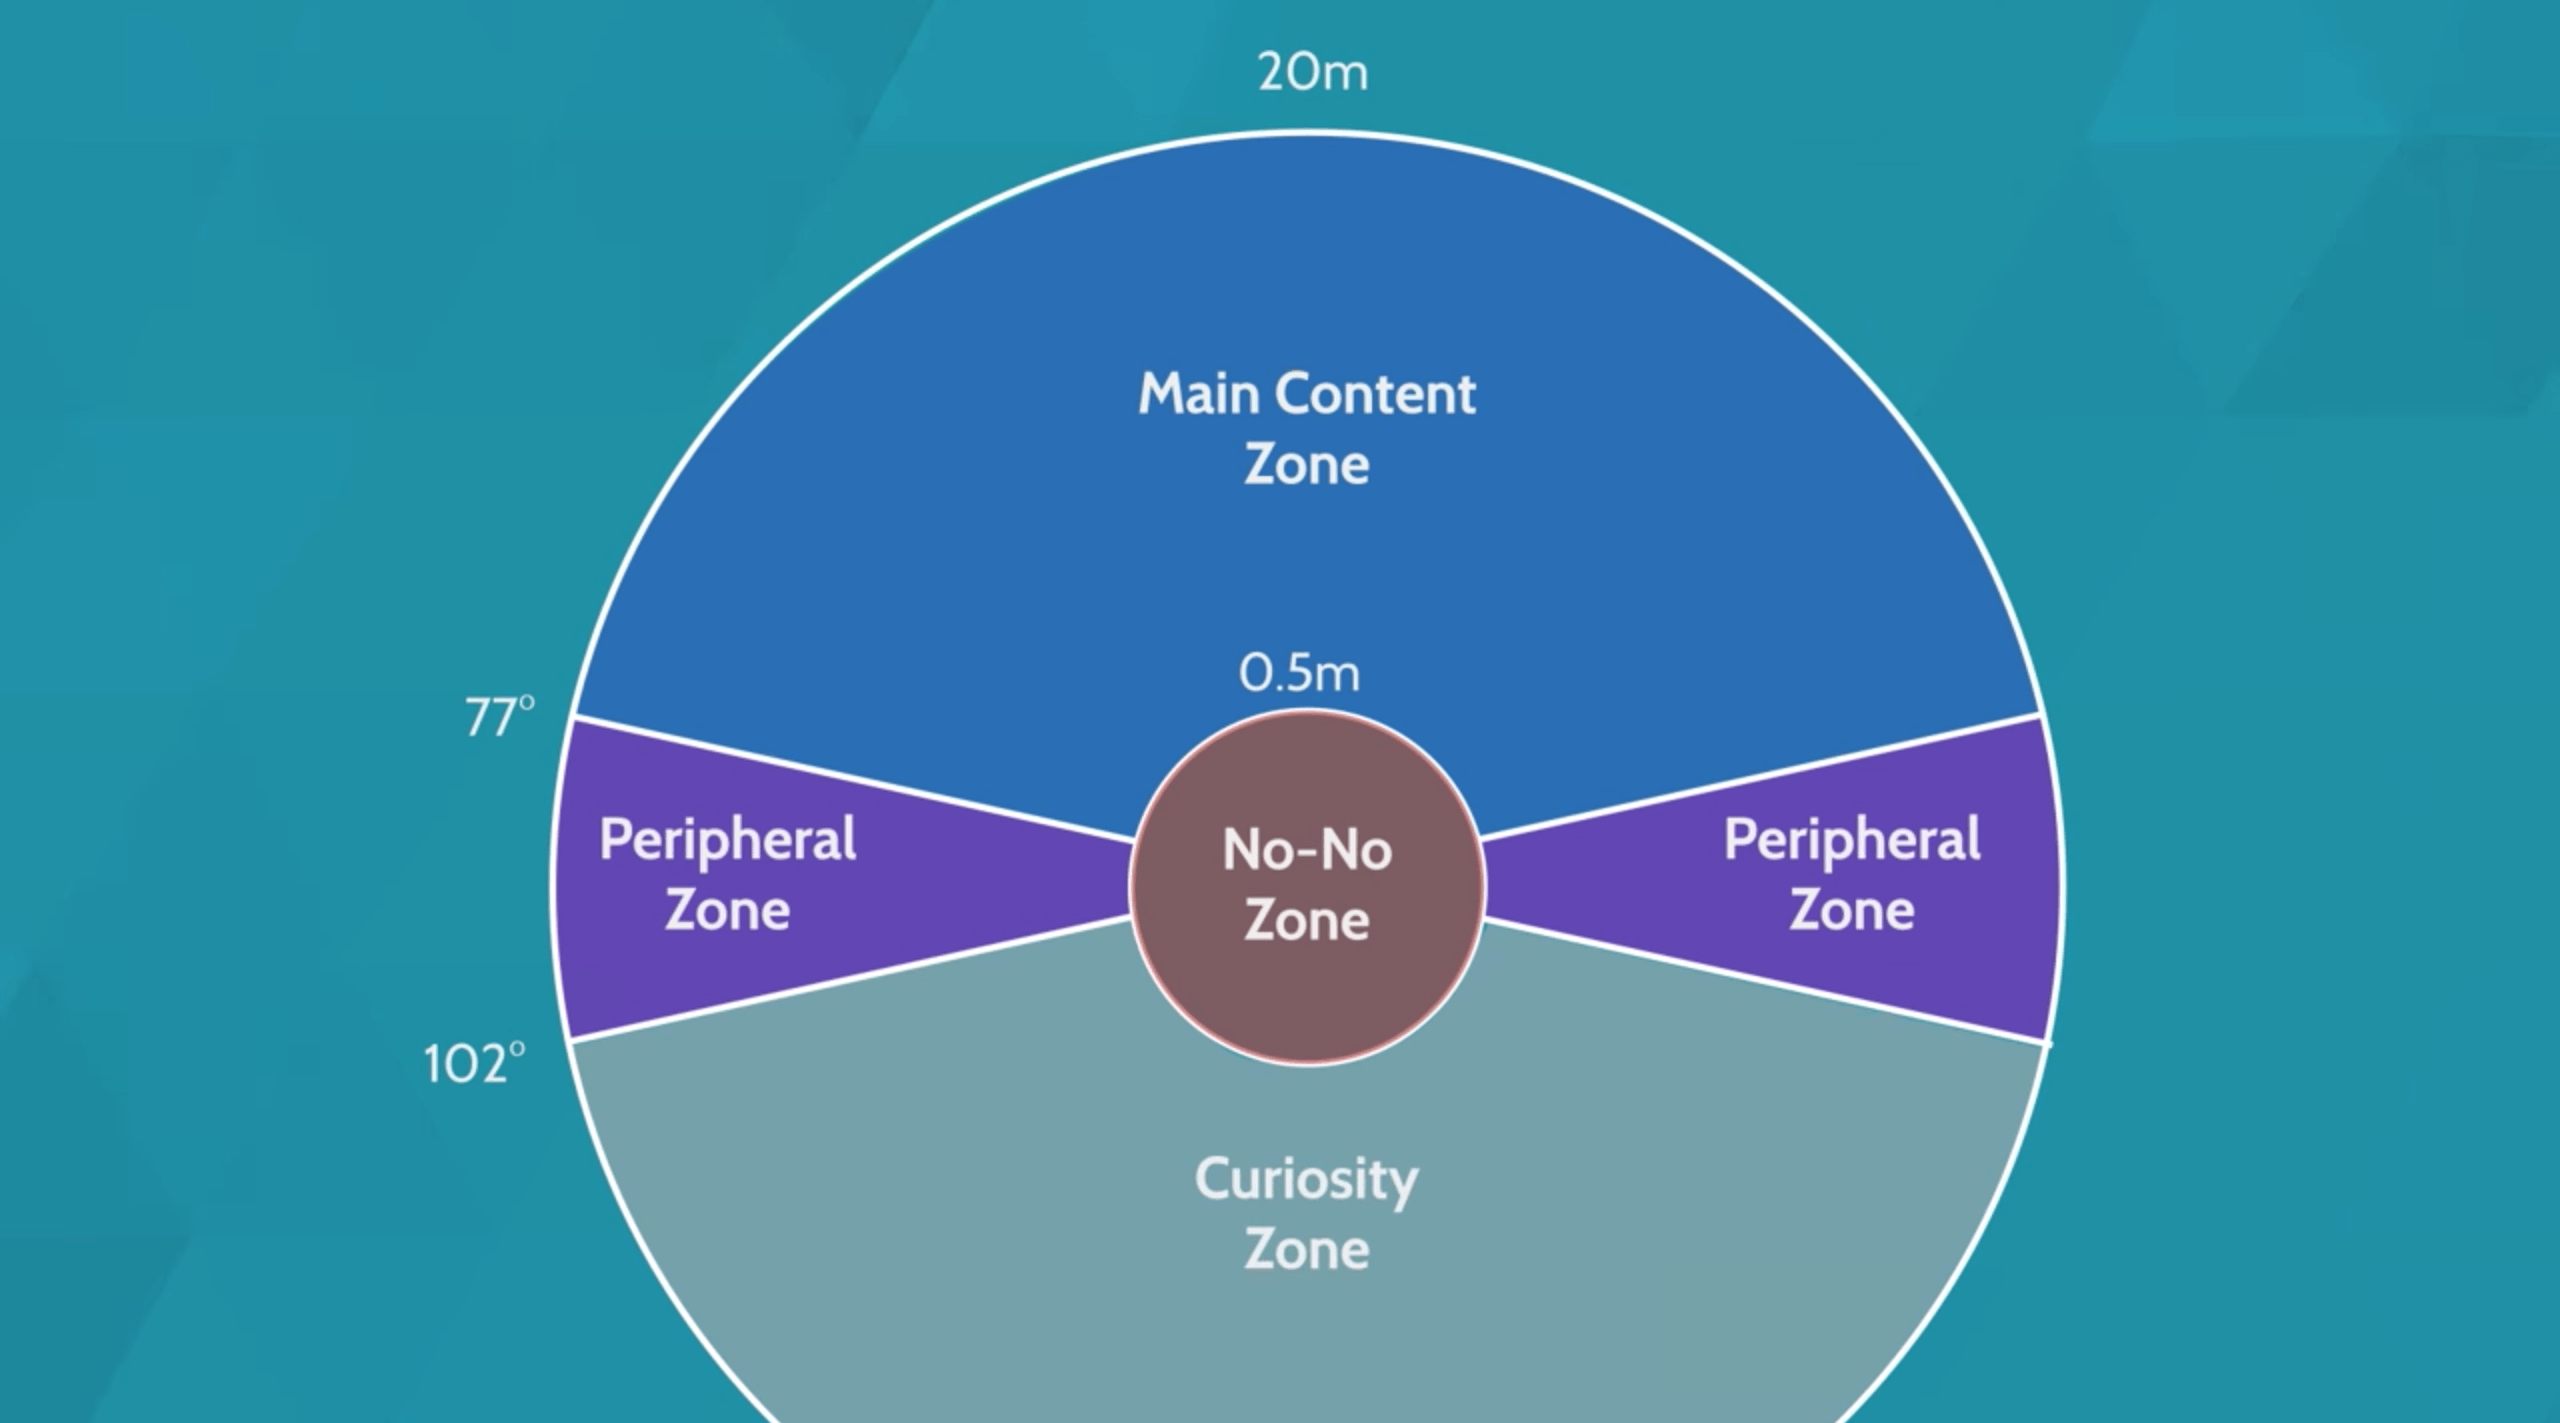 20m
Main Content
Zone
0.5m
77°
Peripheral
Zone
No-No
Zone
Peripheral
Zone
102°
Curiosity
Zone